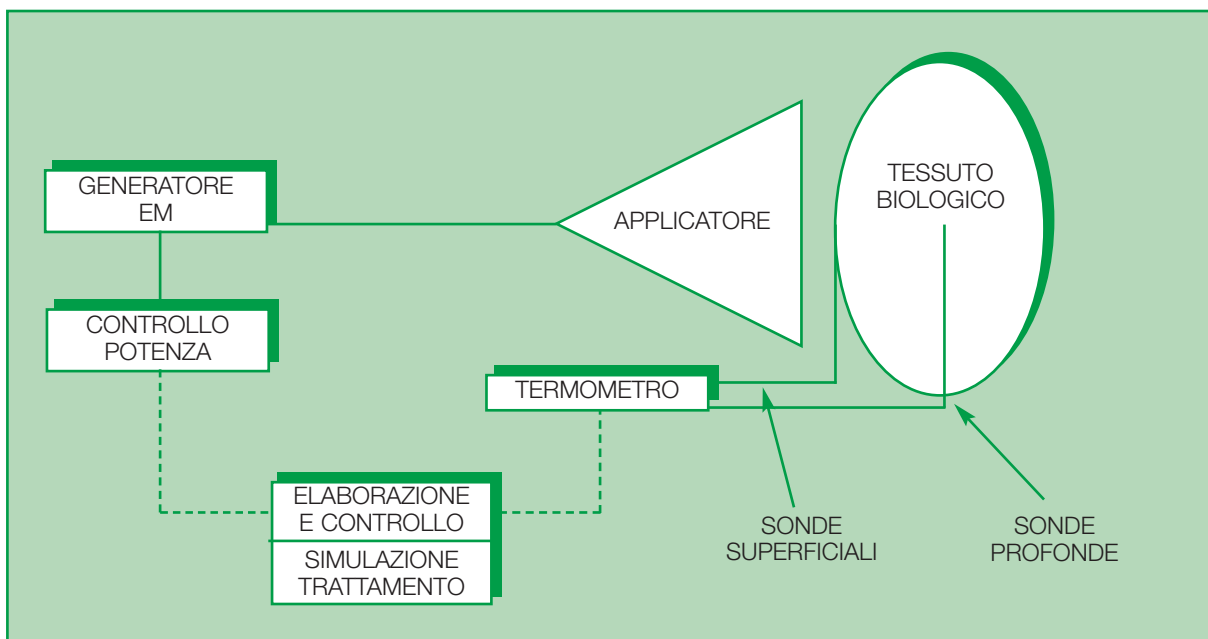 GENERATORE
EM
APPLICATORE
TESSUTO
BIOLOGICO
CONTROLLO
POTENZA
TERMOMETRO
ELABORAZIONE
E CONTROLLO
SIMULAZIONE
TRATTAMENTO
SONDE
SUPERFICIALI
SONDE
PROFONDE